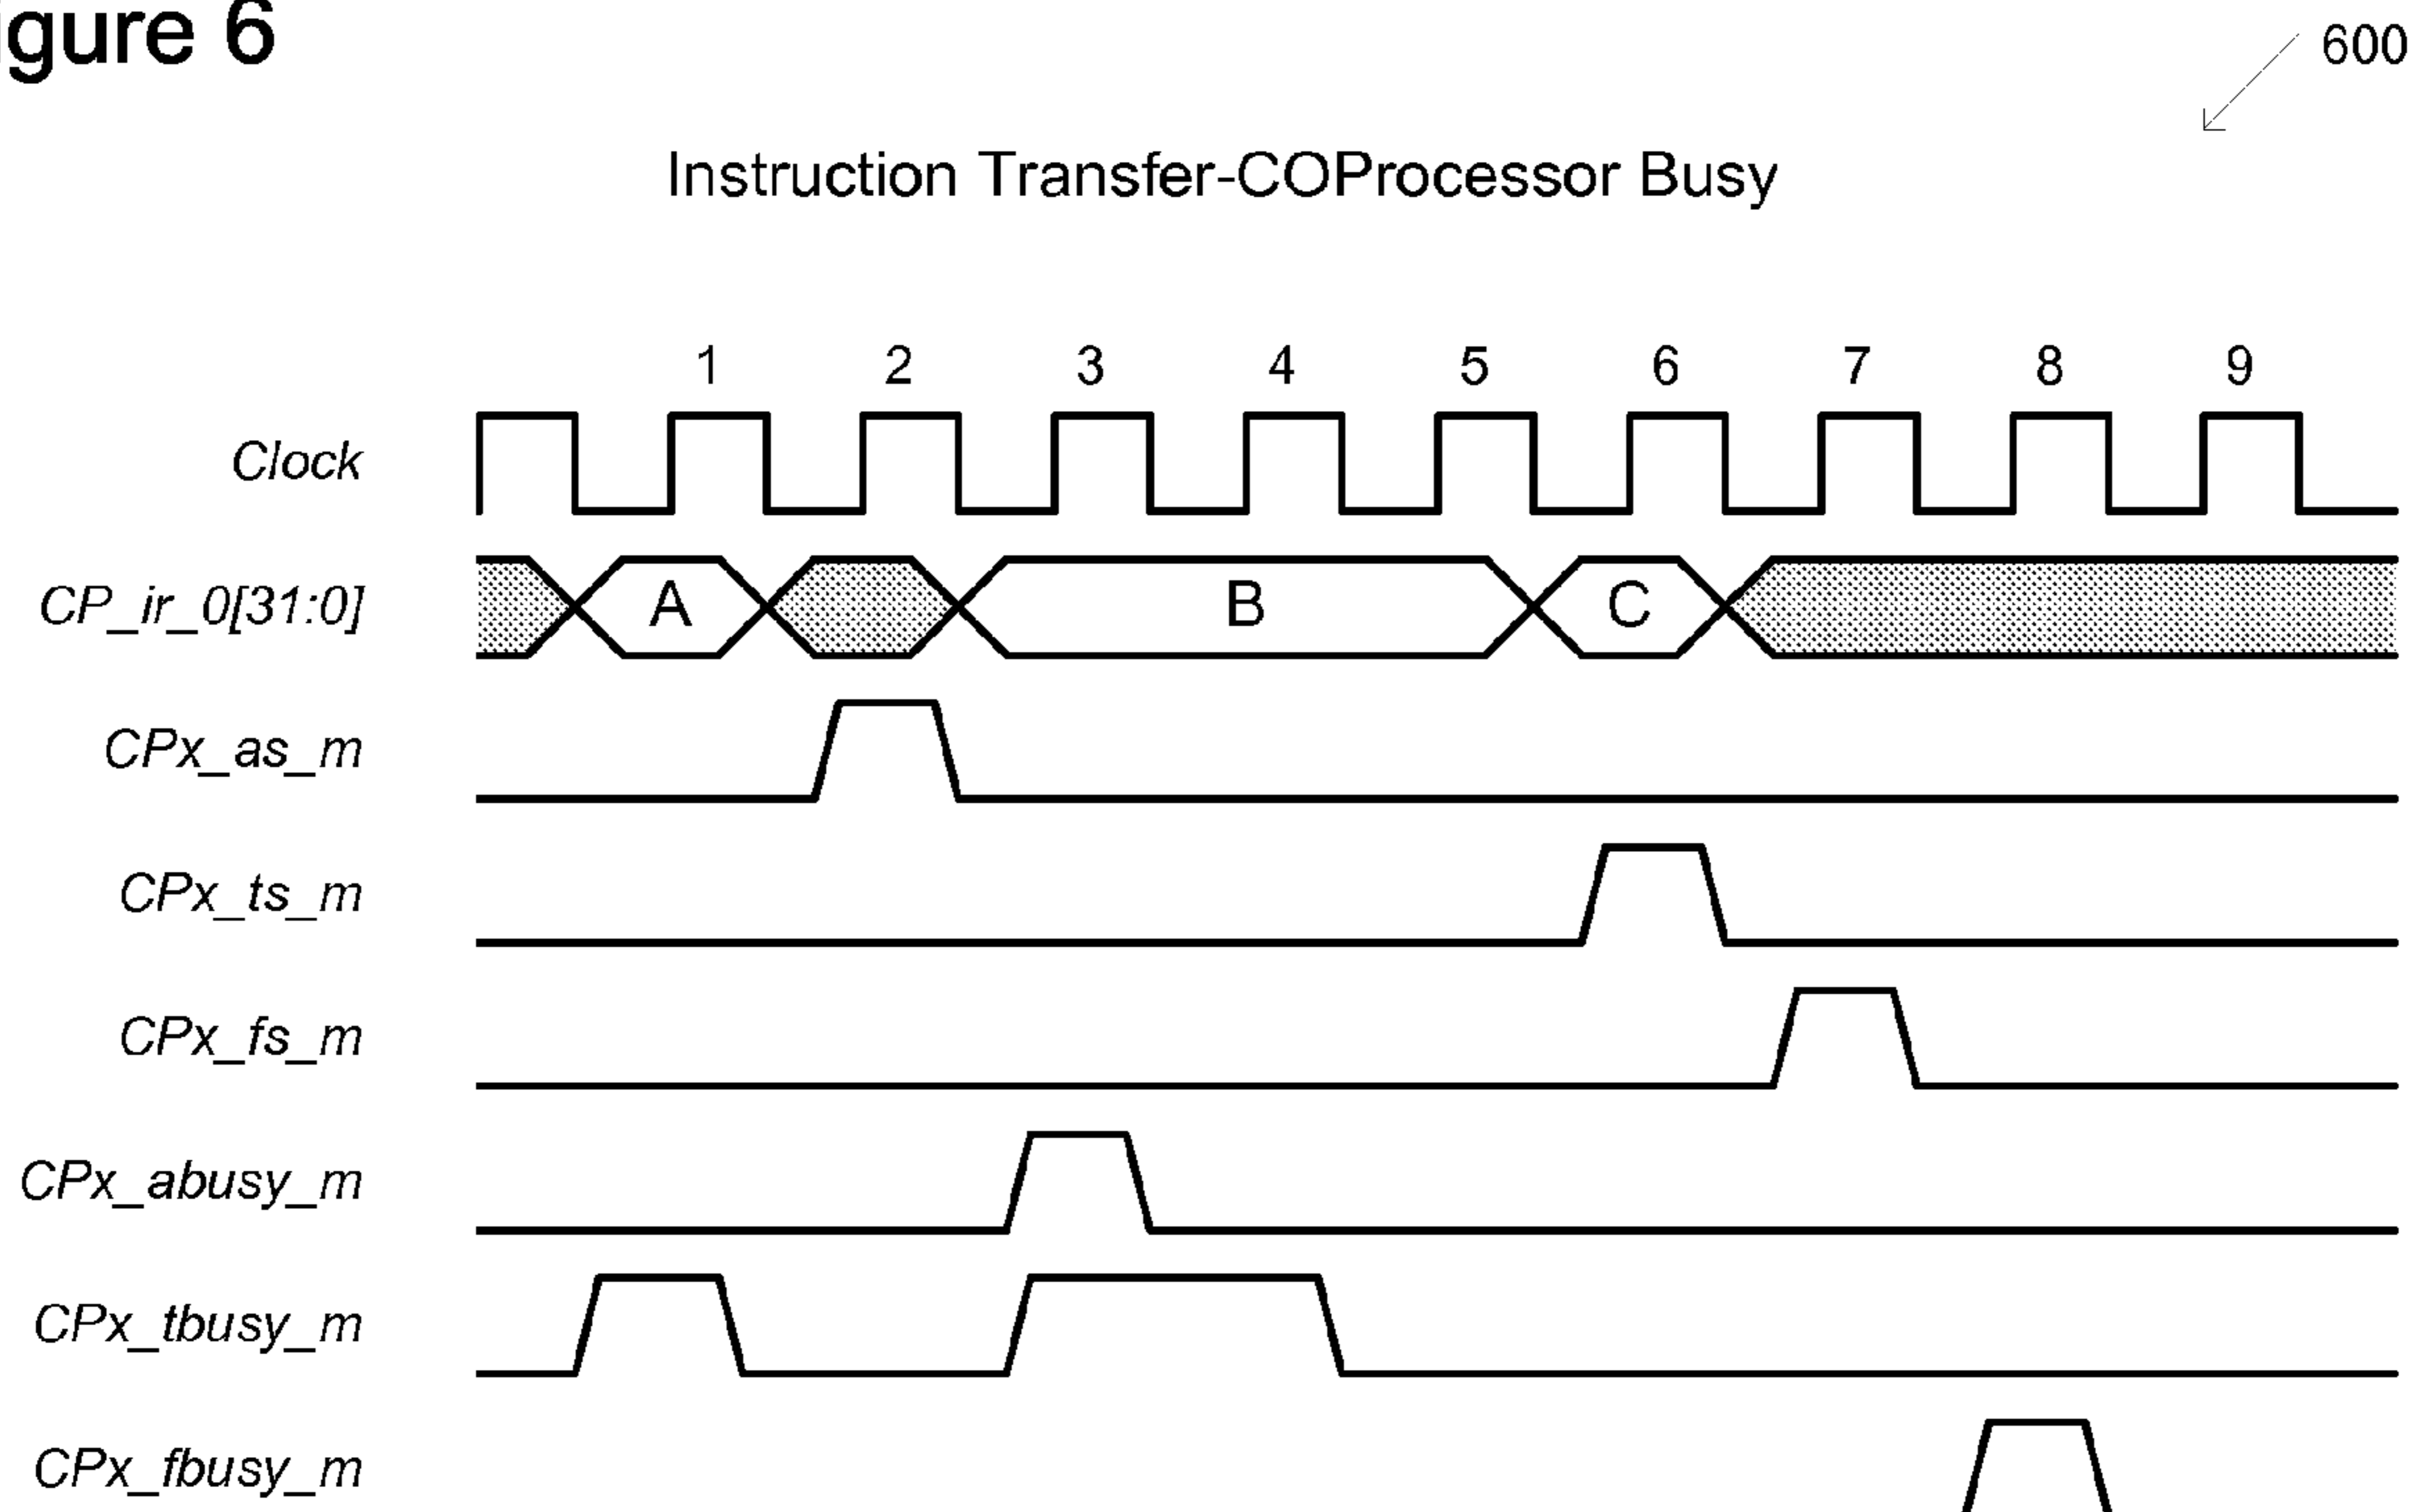 gure 6
600
Instruction Transfer-COProcessor Busy
1 2 3 4 5 6 7 8 9
Clock
CP_ir_0[31:0] A B C
CPx_as_m
CPx_ts_m
CPx_fs_m
CPx_abusy_m
CPx_tbusy_m
CPx_fbusy_m